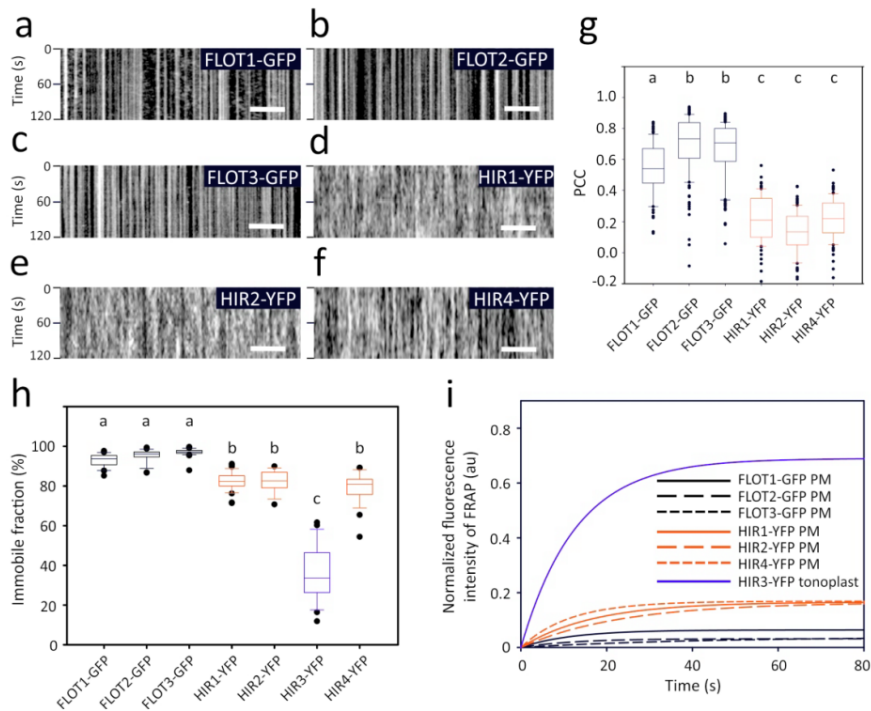 a
Time (s)
0
60
120
FLOT1-GFP
b
FLOT2-GFP
c
Time (s)
0
60
120
FLOT3-GFP
d
HIR1-YFP
e
Time (s)
0
60
120
HIR2-YFP
f
HIR4-YFP
g
a b b c c c
PCC
1.0
0.8
0.6
0.4
0.2
0.0
-0.2
FLOT1-GFP
FLOT2-GFP
FLOT3-GFP
HIR1-YFP
HIR2-YFP
HIR4-YFP
h
a a a b b c b
Immobile fraction (%)
100
80
60
40
20
0
FLOT1-GFP
FLOT2-GFP
FLOT3-GFP
HIR1-YFP
HIR2-YFP
HIR3-YFP
HIR4-YFP
i
Normalized fluorescence
intensity of FRAP (au)
0.8
0.6
0.4
0.2
0
FLOT1-GFP PM
FLOT2-GFP PM
FLOT3-GFP PM
HIR1-YFP PM
HIR2-YFP PM
HIR4-YFP PM
HIR3-YFP tonoplast
0 20 40 60 80
Time (s)